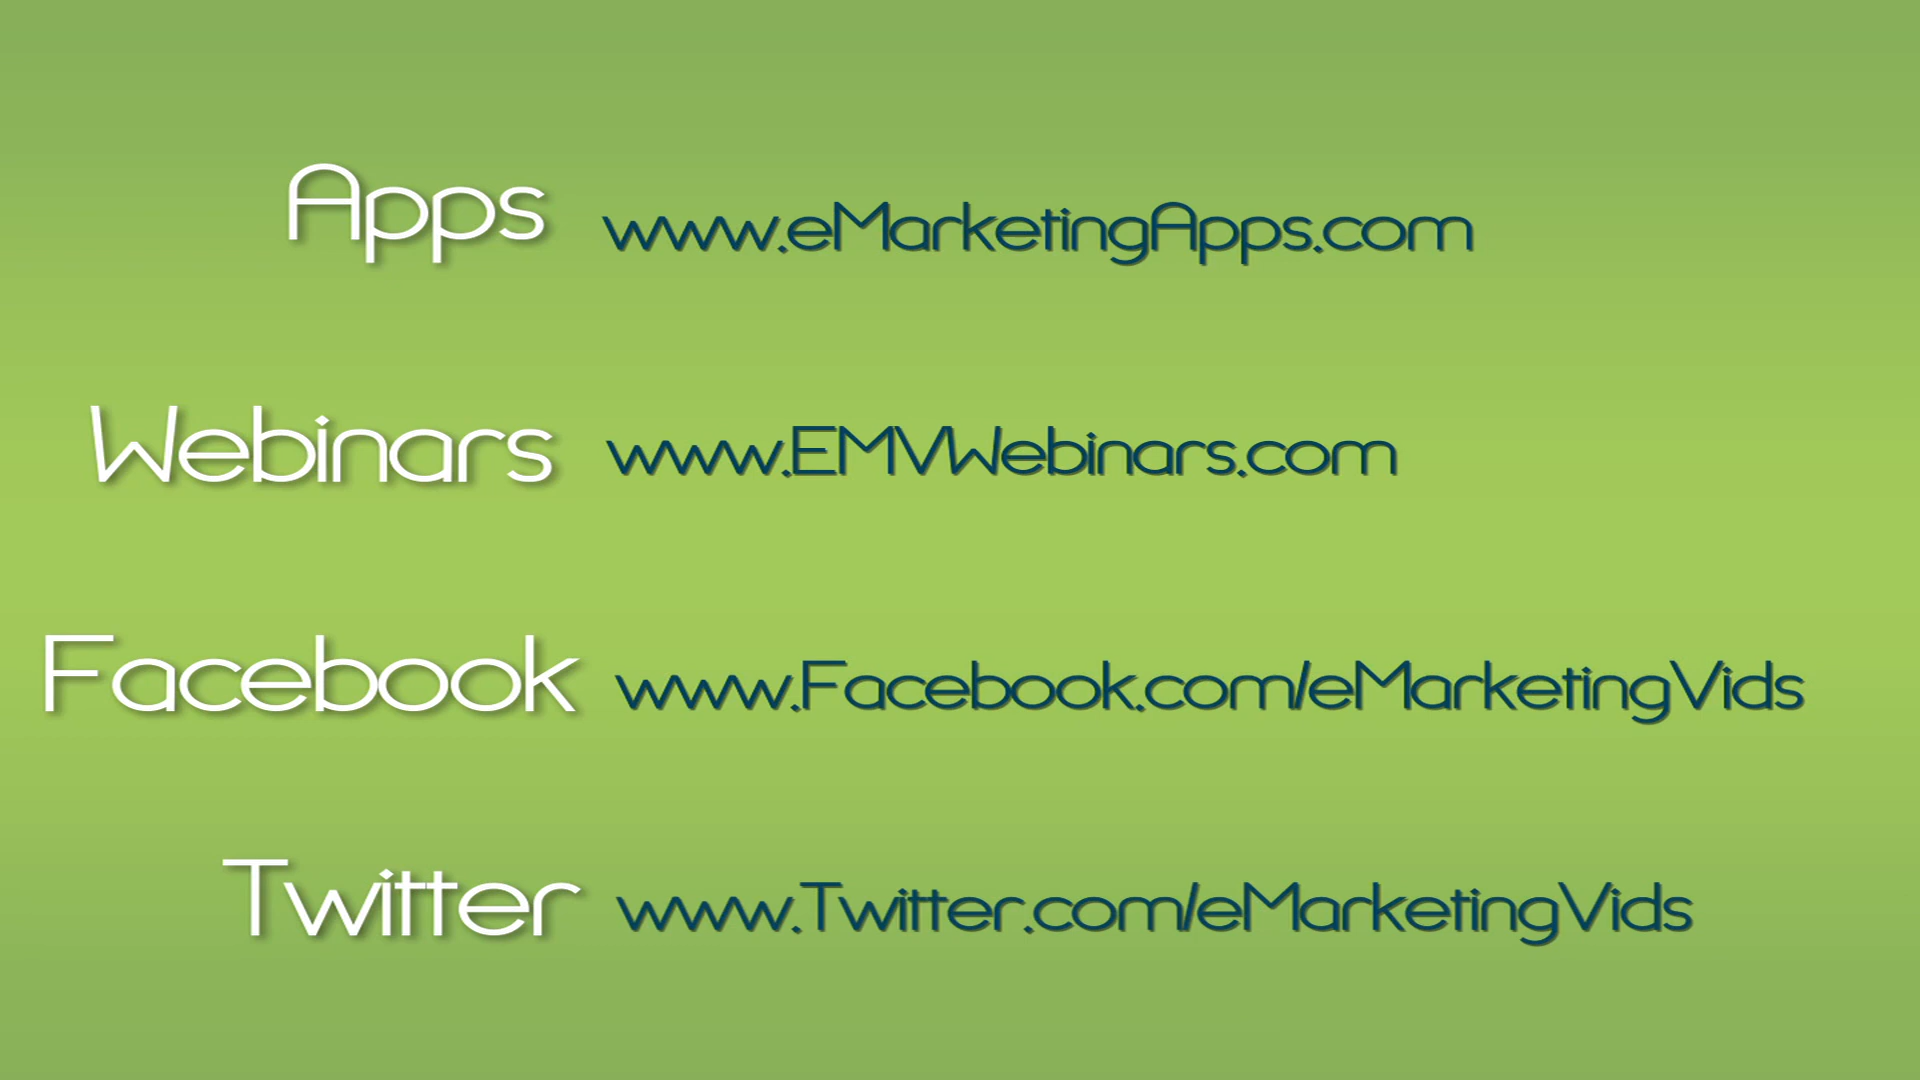 Apps www.eMarketingApps.com
Webinars www.EMVWebinars.com
Facebook www.Facebook.com/eMarketingVids
Twitter www.Twitter.com/eMarketingVids